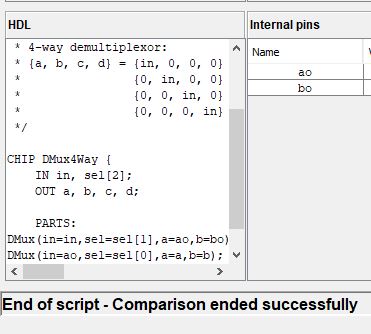 HDL
* 4-way demultiplexor:
* {a, b, c, d} = {in, 0, 0, 0}
* {0, in, 0, 0}
* {0, 0, in, 0}
* {0, 0, 0, in}
*/
CHIP DMux4Way {
IN in, sel[2];
OUT a, b, c, d;
PARTS:
DMux(in=in,sel=sel[1],a=ao,b=bo)
DMux(in=ao,sel=sel[0],a=a,b=b);
Internal pins
Name
ao
bo
End of script - Comparison ended successfully